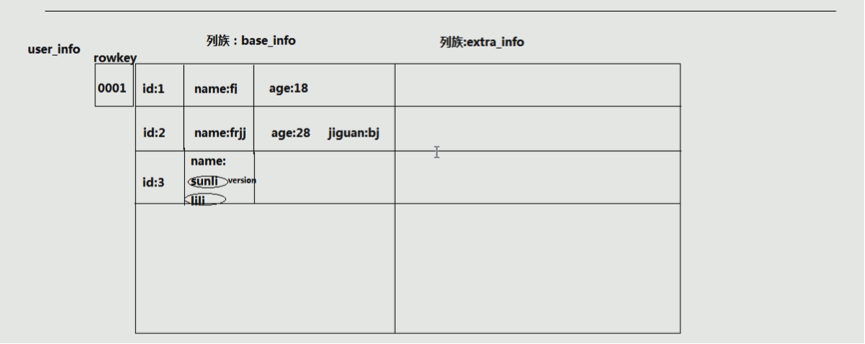 列族：base_info
列族:extra_info
user_info
rowkey
0001 id:1 name:fi age:18
id:2 name:frjj age:28 jiguan:bj
name:
id:3 sunli version
lili